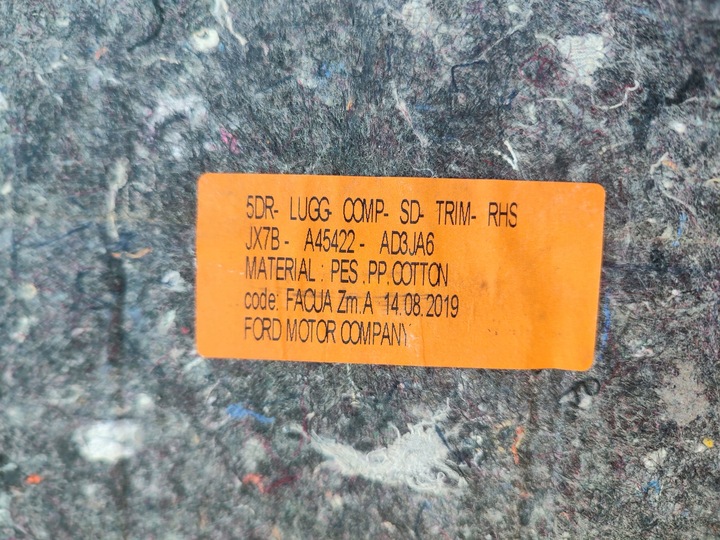 5DR- LUGG- COMP- SD- TRIM- RHS
JX7B - A45422 - AD3JA6
MATERIAL : PES .PP.COTTON
code: FACUA Zm.A 14.08.2019
FORD MOTOR COMPANY